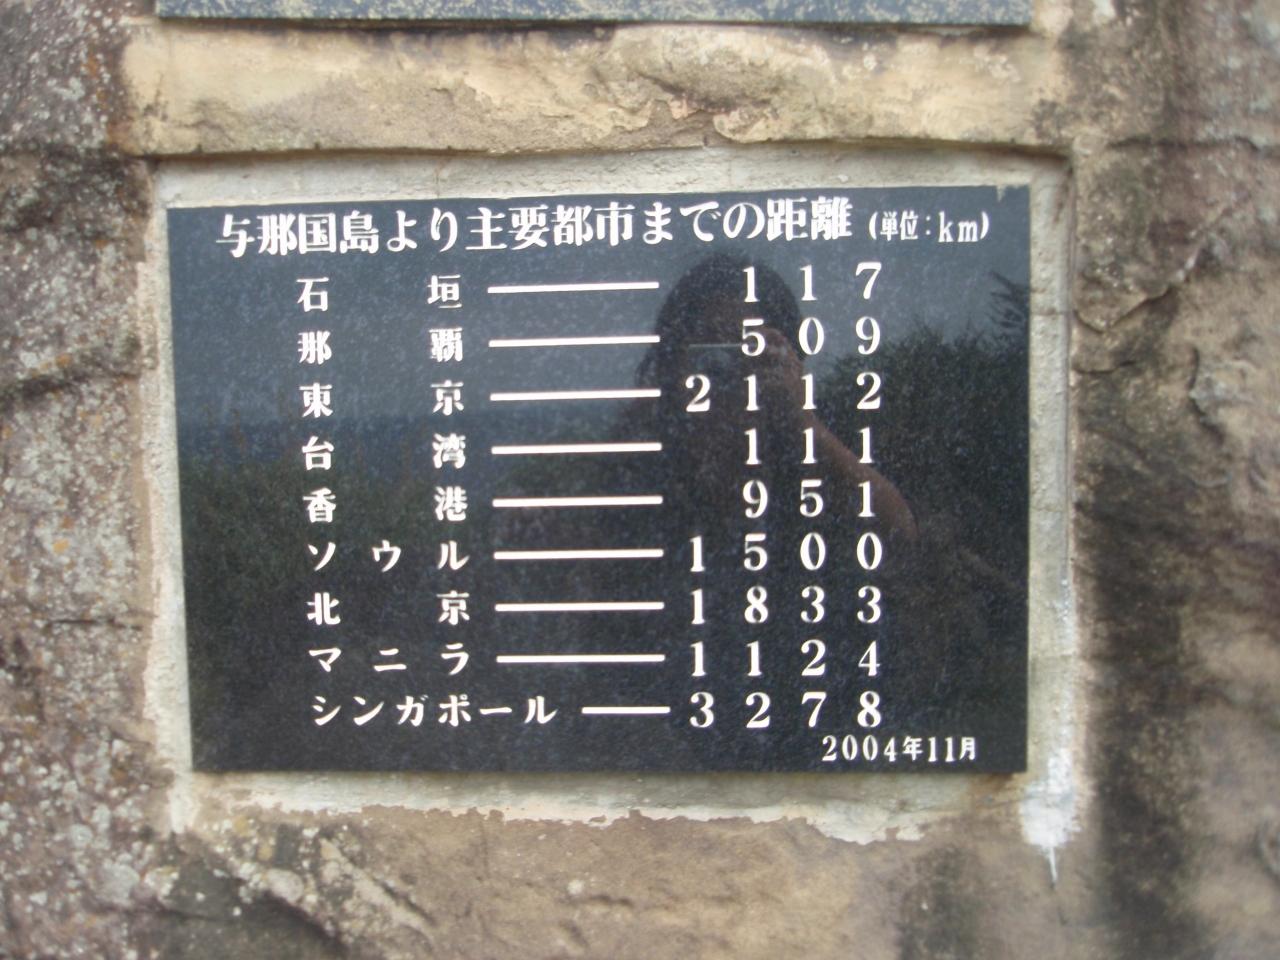 与那国島より主要都市までの距離(単位:km)
石垣――― 117
那覇――― 509
東京――― 2112
台湾――― 111
香港――― 951
ソウル――― 1500
北京――― 1833
マニラ――― 1124
シンガポール―― 3278
2004年11月